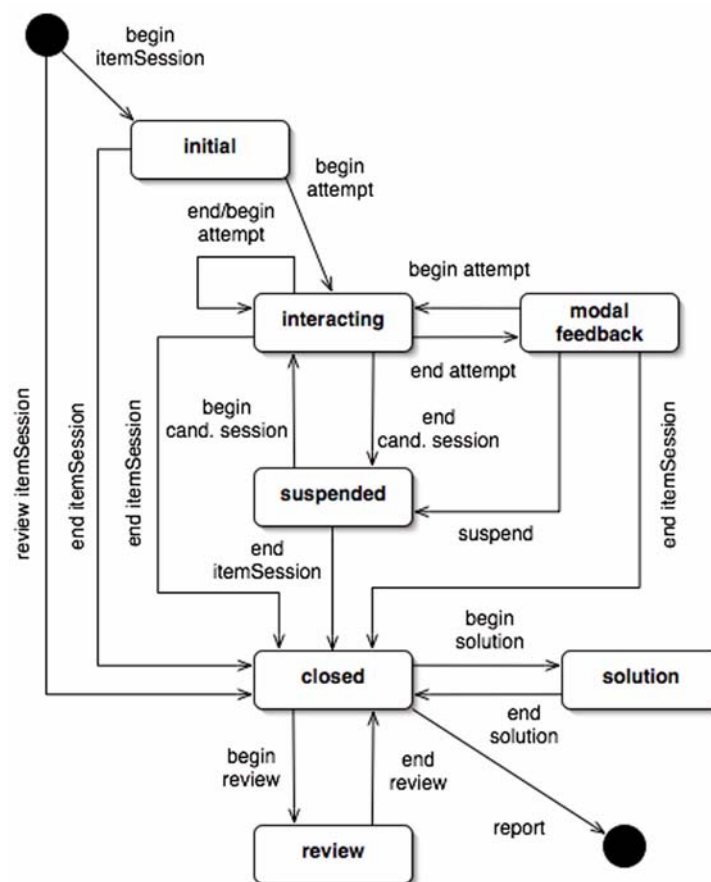 begin
itemSession
initial
begin
attempt
end/begin
attempt
begin attempt
interacting
modal
feedback
end attempt
begin
cand. session
end
cand. session
review itemSession
end itemSession
end itemSession
end itemSession
suspended
suspend
end
itemSession
begin
solution
closed
solution
end
solution
begin
review
end
review
report
review